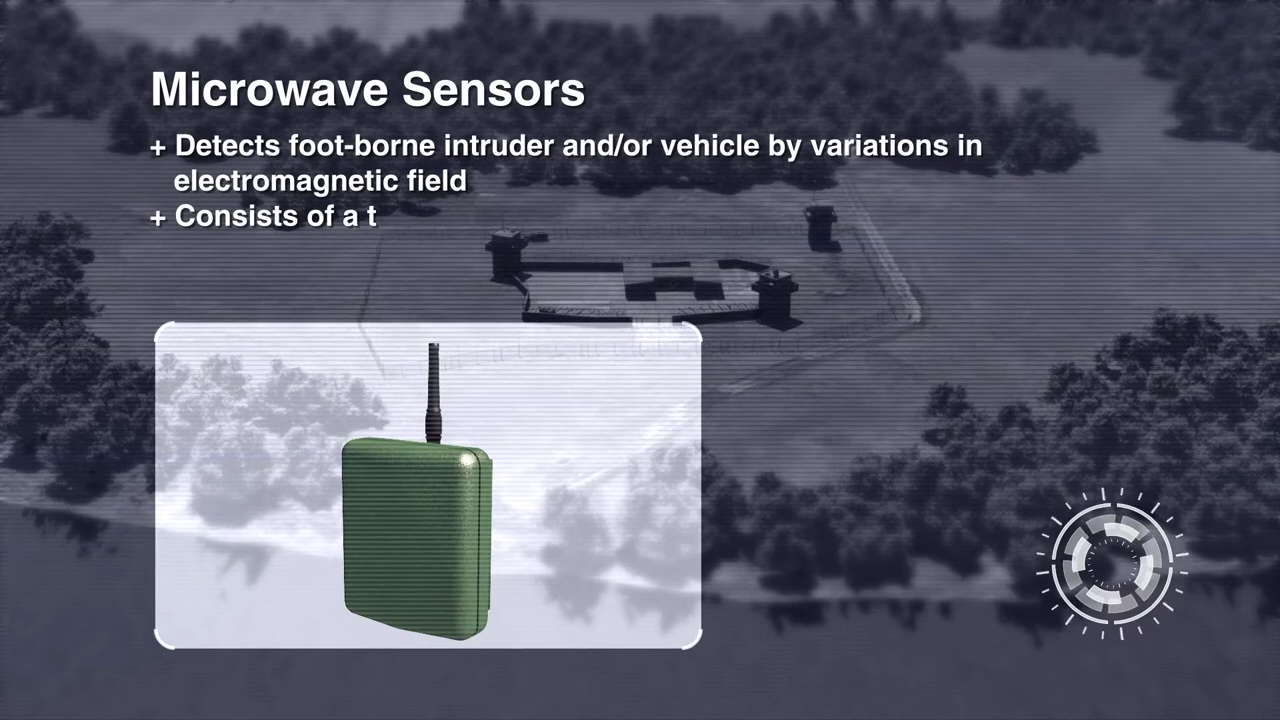 Microwave Sensors
+ Detects foot-borne intruder and/or vehicle by variations in
electromagnetic field
+ Consists of a t